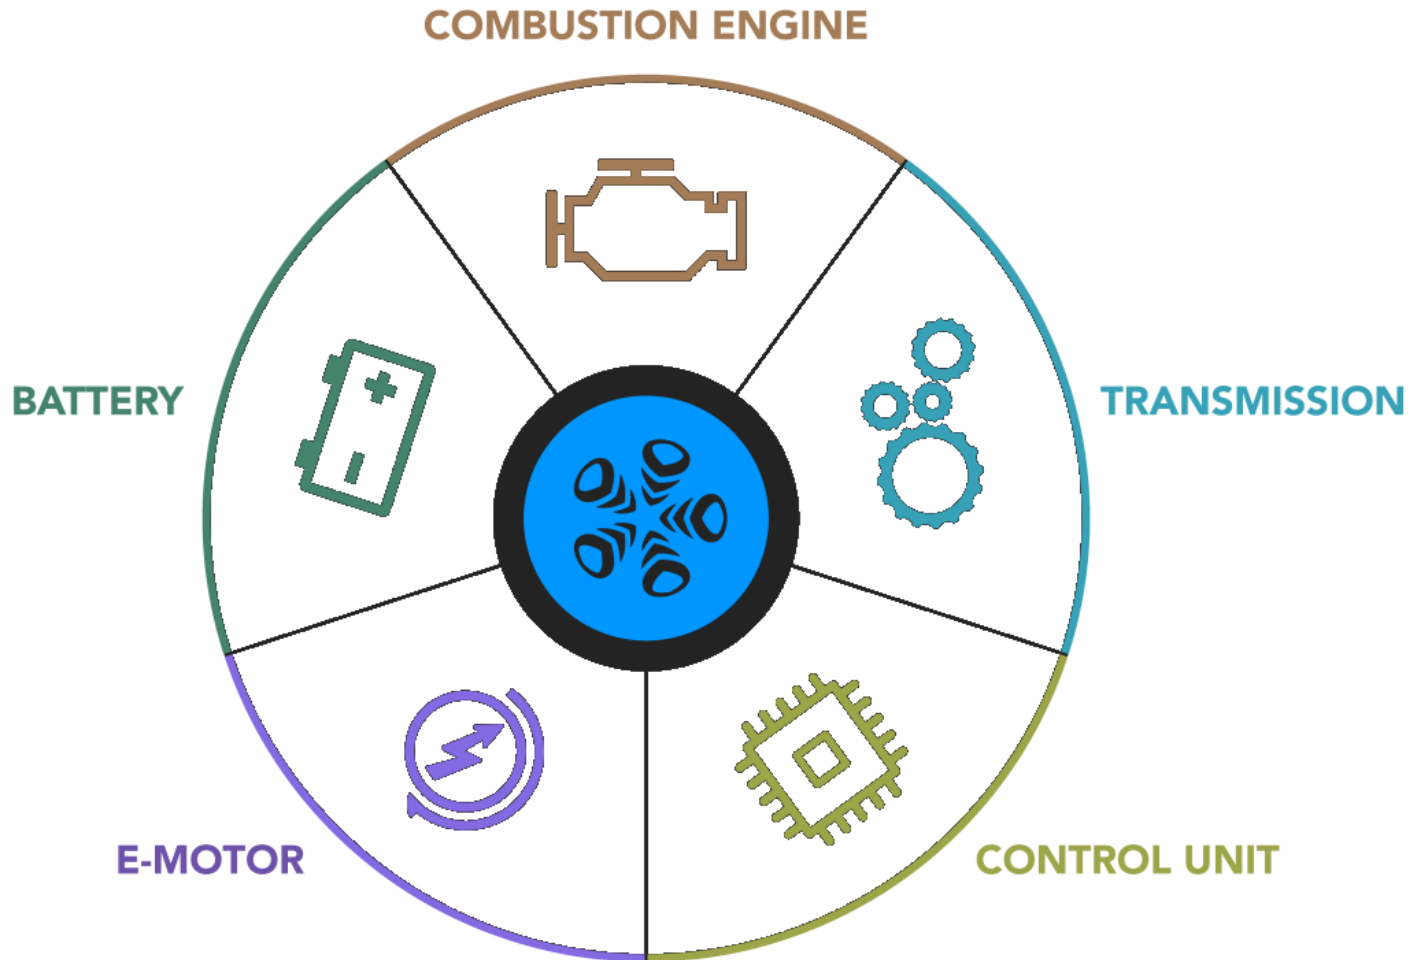 COMBUSTION ENGINE
BATTERY
TRANSMISSION
E-MOTOR
CONTROL UNIT